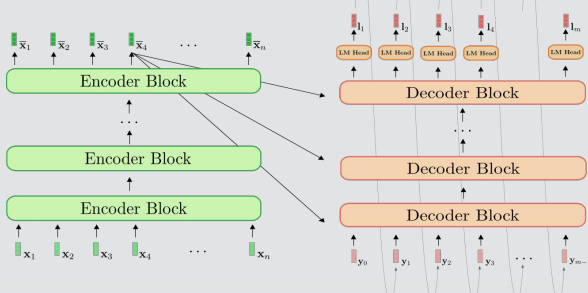 x̄₁ x̄₂ x̄₃ x̄₄ ... x̄ₙ
Encoder Block
...
Encoder Block
Encoder Block
x₁ x₂ x₃ x₄ ... xₙ
l₁ l₂ l₃ l₄ lₘ
LM Head LM Head LM Head LM Head LM Head
Decoder Block
...
Decoder Block
Decoder Block
y₀ y₁ y₂ y₃ ... yₘ₋